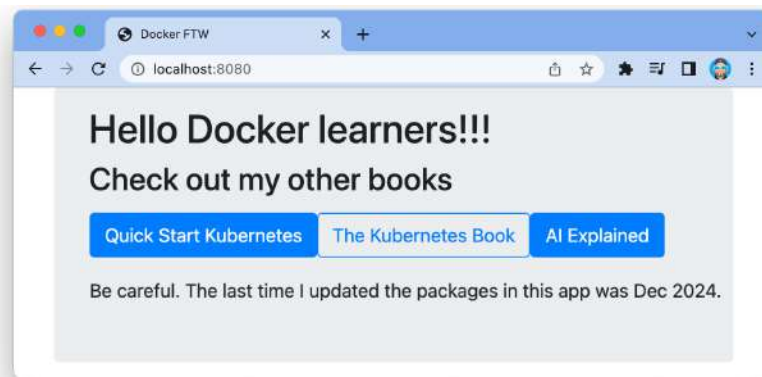 Docker FTW
localhost:8080
Hello Docker learners!!!
Check out my other books
Quick Start Kubernetes The Kubernetes Book AI Explained
Be careful. The last time I updated the packages in this app was Dec 2024.